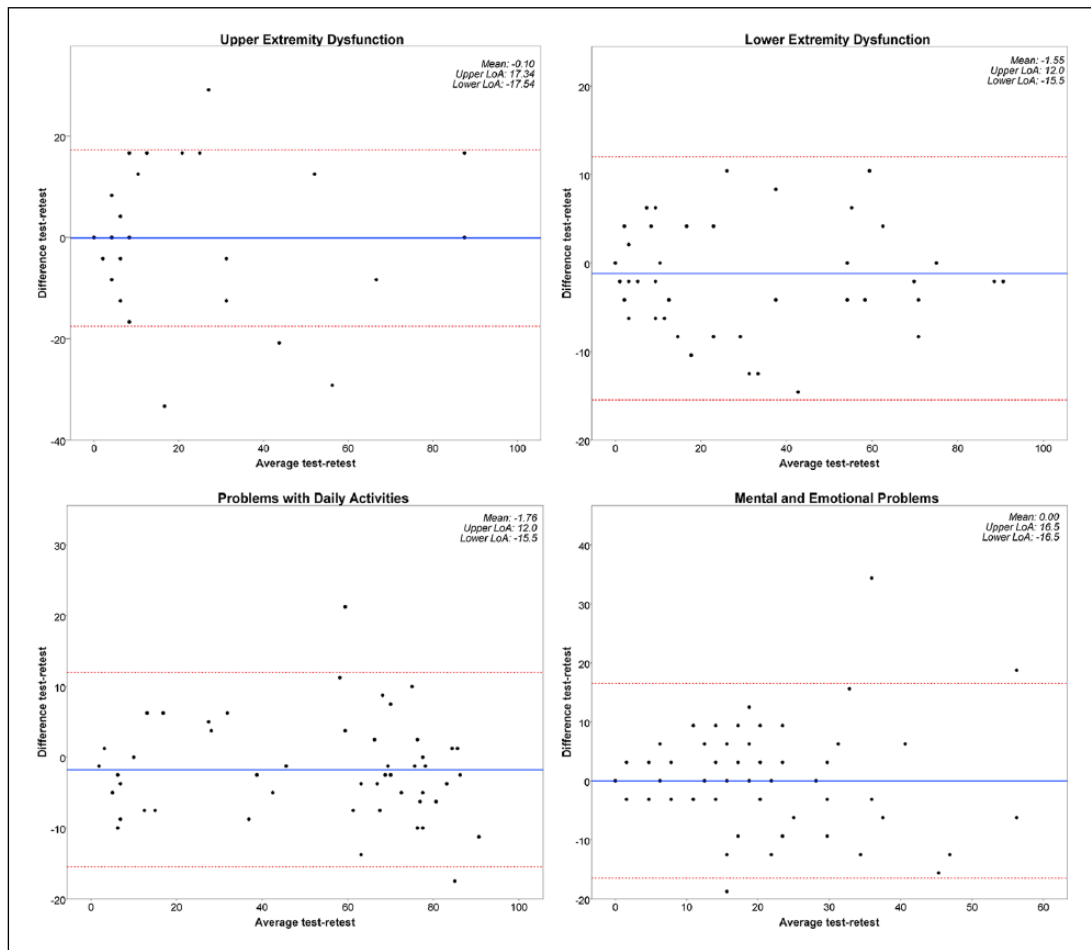 Upper Extremity Dysfunction
Mean: -0.10
Upper LoA: 17.34
Lower LoA: -17.54
Difference test-retest
20
0
-20
-40
0 20 40 60 80 100
Average test-retest
Lower Extremity Dysfunction
Mean: -1.55
Upper LoA: 12.0
Lower LoA: -15.5
Difference test-retest
20
10
0
-10
-20
0 20 40 60 80 100
Average test-retest
Problems with Daily Activities
Mean: -1.76
Upper LoA: 12.0
Lower LoA: -15.5
Difference test-retest
30
20
10
0
-10
-20
0 20 40 60 80 100
Average test-retest
Mental and Emotional Problems
Mean: 0.00
Upper LoA: 16.5
Lower LoA: -16.5
Difference test-retest
40
30
20
10
0
-10
-20
0 10 20 30 40 50 60
Average test-retest